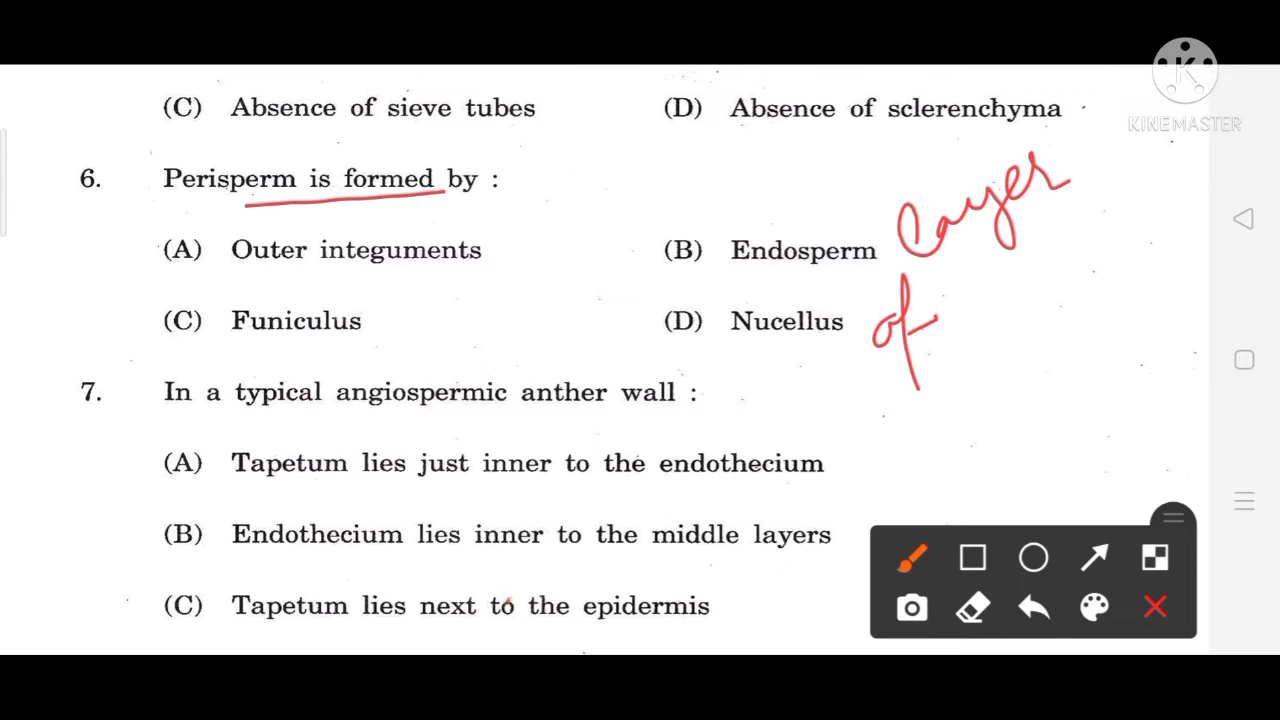 KINEMASTER
(C) Absence of sieve tubes (D) Absence of sclerenchyma
6. Perisperm is formed by :
Layer
(A) Outer integuments (B) Endosperm
of
(C) Funiculus (D) Nucellus
7. In a typical angiospermic anther wall :
(A) Tapetum lies just inner to the endothecium
(B) Endothecium lies inner to the middle layers
(C) Tapetum lies next to the epidermis